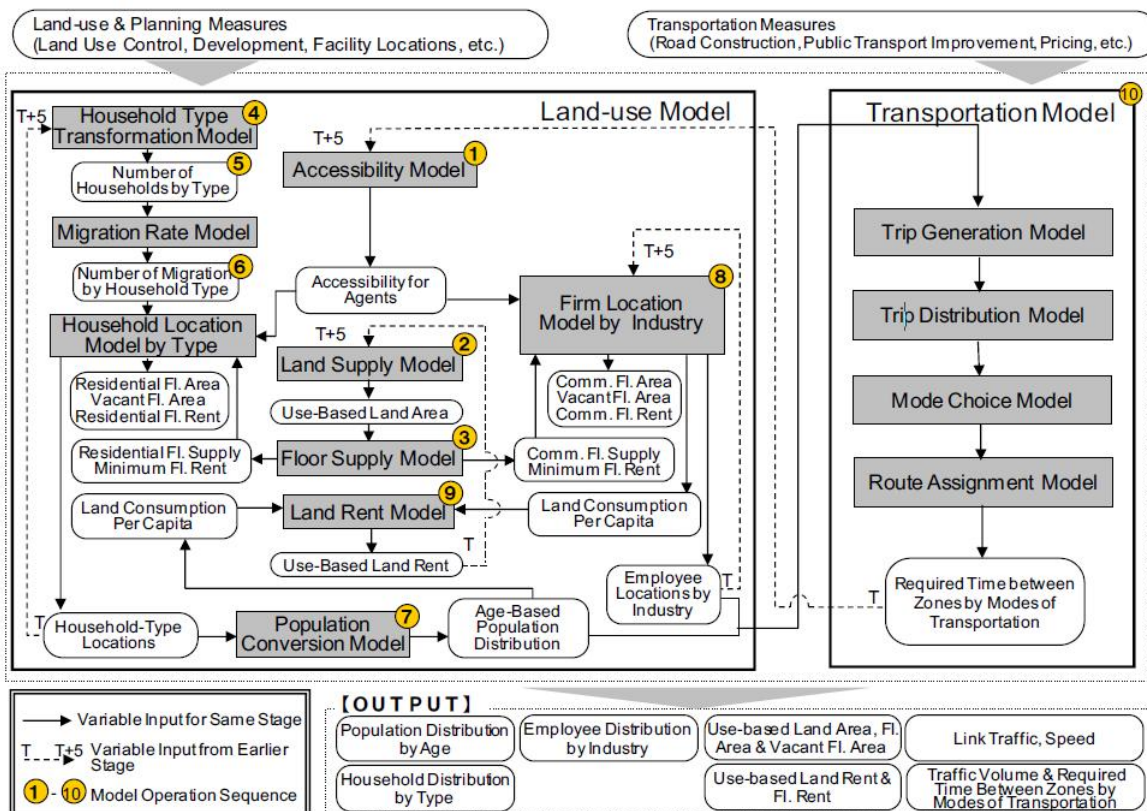 Land-use & Planning Measures
(Land Use Control, Development, Facility Locations, etc.)
Transportation Measures
(Road Construction, Public Transport Improvement, Pricing, etc.)
Land-use Model
Transportation Model
10
T+5
Household Type
Transformation Model
4
Number of
Households by Type
5
Migration Rate Model
Number of Migration
by Household Type
6
Household Location
Model by Type
Residential Fl. Area
Vacant Fl. Area
Residential Fl. Rent
Residential Fl. Supply
Minimum Fl. Rent
Land Consumption
Per Capita
T
Household-Type
Locations
T+5
Accessibility Model
1
Accessibility for
Agents
T+5
Land Supply Model
2
Use-Based Land Area
Floor Supply Model
3
Land Rent Model
9
Use-Based Land Rent
T
Population
Conversion Model
7
Age-Based
Population
Distribution
T+5
Firm Location
Model by Industry
8
Comm. Fl. Area
Vacant Fl. Area
Comm. Fl. Rent
Comm. Fl. Supply
Minimum Fl. Rent
Land Consumption
Per Capita
Employee
Locations by
Industry
T
Trip Generation Model
Trip Distribution Model
Mode Choice Model
Route Assignment Model
T
Required Time between
Zones by Modes of
Transportation
Variable Input for Same Stage
T T+5 Variable Input from Earlier
Stage
1 - 10 Model Operation Sequence
【OUTPUT】
Population Distribution
by Age
Employee Distribution
by Industry
Use-based Land Area, Fl.
Area & Vacant Fl. Area
Link Traffic, Speed
Household Distribution
by Type
Use-based Land Rent &
Fl. Rent
Traffic Volume & Required
Time Between Zones by
Modes of Transportation